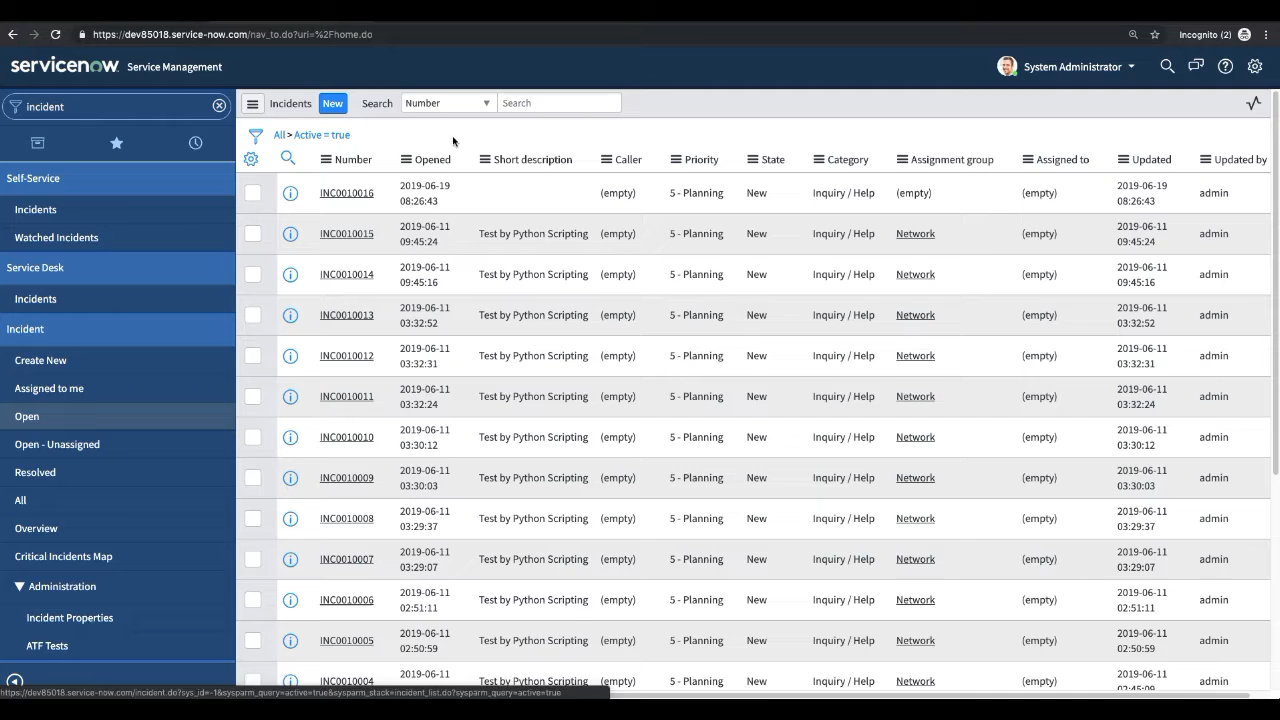 https://dev85018.service-now.com/nav_to.do?uri=%2Fhome.do
Incognito (2)
servicenow Service Management
System Administrator
incident
Incidents New Search Number Search
All > Active = true
Number Opened Short description Caller Priority State Category Assignment group Assigned to Updated Updated by
Self-Service
Incidents
Watched Incidents
Service Desk
Incidents
Incident
Create New
Assigned to me
Open
Open - Unassigned
Resolved
All
Overview
Critical Incidents Map
Administration
Incident Properties
ATF Tests
INC0010016 2019-06-19 08:26:43 (empty) 5 - Planning New Inquiry / Help (empty) (empty) 2019-06-19 08:26:43 admin
INC0010015 2019-06-11 09:45:24 Test by Python Scripting (empty) 5 - Planning New Inquiry / Help Network (empty) 2019-06-11 09:45:24 admin
INC0010014 2019-06-11 09:45:16 Test by Python Scripting (empty) 5 - Planning New Inquiry / Help Network (empty) 2019-06-11 09:45:16 admin
INC0010013 2019-06-11 03:32:52 Test by Python Scripting (empty) 5 - Planning New Inquiry / Help Network (empty) 2019-06-11 03:32:52 admin
INC0010012 2019-06-11 03:32:31 Test by Python Scripting (empty) 5 - Planning New Inquiry / Help Network (empty) 2019-06-11 03:32:31 admin
INC0010011 2019-06-11 03:32:24 Test by Python Scripting (empty) 5 - Planning New Inquiry / Help Network (empty) 2019-06-11 03:32:24 admin
INC0010010 2019-06-11 03:30:12 Test by Python Scripting (empty) 5 - Planning New Inquiry / Help Network (empty) 2019-06-11 03:30:12 admin
INC0010009 2019-06-11 03:30:03 Test by Python Scripting (empty) 5 - Planning New Inquiry / Help Network (empty) 2019-06-11 03:30:03 admin
INC0010008 2019-06-11 03:29:37 Test by Python Scripting (empty) 5 - Planning New Inquiry / Help Network (empty) 2019-06-11 03:29:37 admin
INC0010007 2019-06-11 03:29:07 Test by Python Scripting (empty) 5 - Planning New Inquiry / Help Network (empty) 2019-06-11 03:29:07 admin
INC0010006 2019-06-11 02:51:11 Test by Python Scripting (empty) 5 - Planning New Inquiry / Help Network (empty) 2019-06-11 02:51:11 admin
INC0010005 2019-06-11 02:50:59 Test by Python Scripting (empty) 5 - Planning New Inquiry / Help Network (empty) 2019-06-11 02:50:59 admin
INC0010004 2019-06-11 Test by Python Scripting (empty) 5 - Planning New Inquiry / Help Network (empty) 2019-06-11 admin
https://dev85018.service-now.com/incident.do?sys_id=-1&sysparm_query=active=true&sysparm_stack=incident_list.do?sysparm_query=active=true